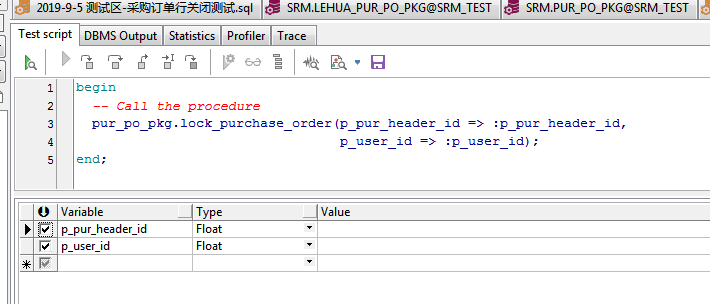 2019-9-5 测试区-采购订单行关闭测试.sql SRM.LEHUA_PUR_PO_PKG@SRM_TEST SRM.PUR_PO_PKG@SRM_TEST
Test script DBMS Output Statistics Profiler Trace
1 begin
2 -- Call the procedure
3 pur_po_pkg.lock_purchase_order(p_pur_header_id => :p_pur_header_id,
4 p_user_id => :p_user_id);
5 end;
Variable Type Value
p_pur_header_id Float
p_user_id Float